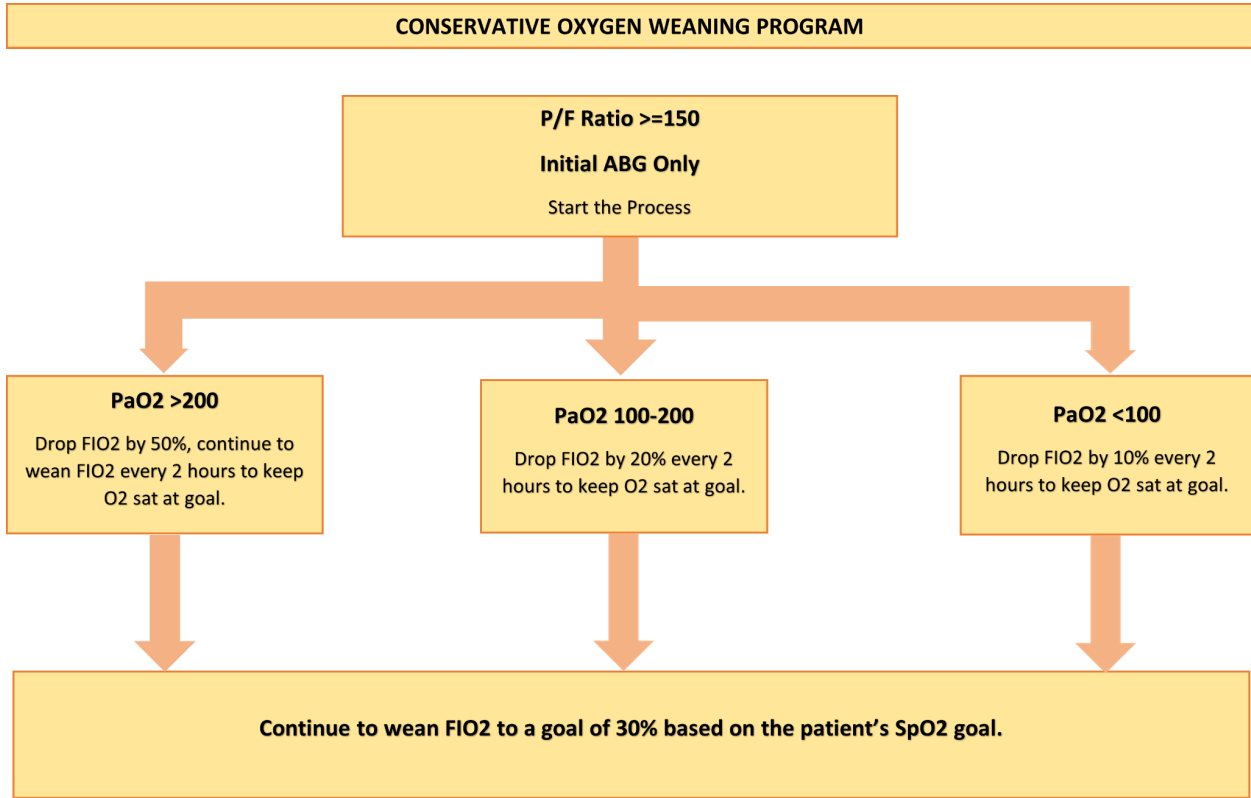 CONSERVATIVE OXYGEN WEANING PROGRAM
P/F Ratio >=150
Initial ABG Only
Start the Process
PaO2 >200
Drop FIO2 by 50%, continue to
wean FIO2 every 2 hours to keep
O2 sat at goal.
PaO2 100-200
Drop FIO2 by 20% every 2
hours to keep O2 sat at goal.
PaO2 <100
Drop FIO2 by 10% every 2
hours to keep O2 sat at goal.
Continue to wean FIO2 to a goal of 30% based on the patient’s SpO2 goal.